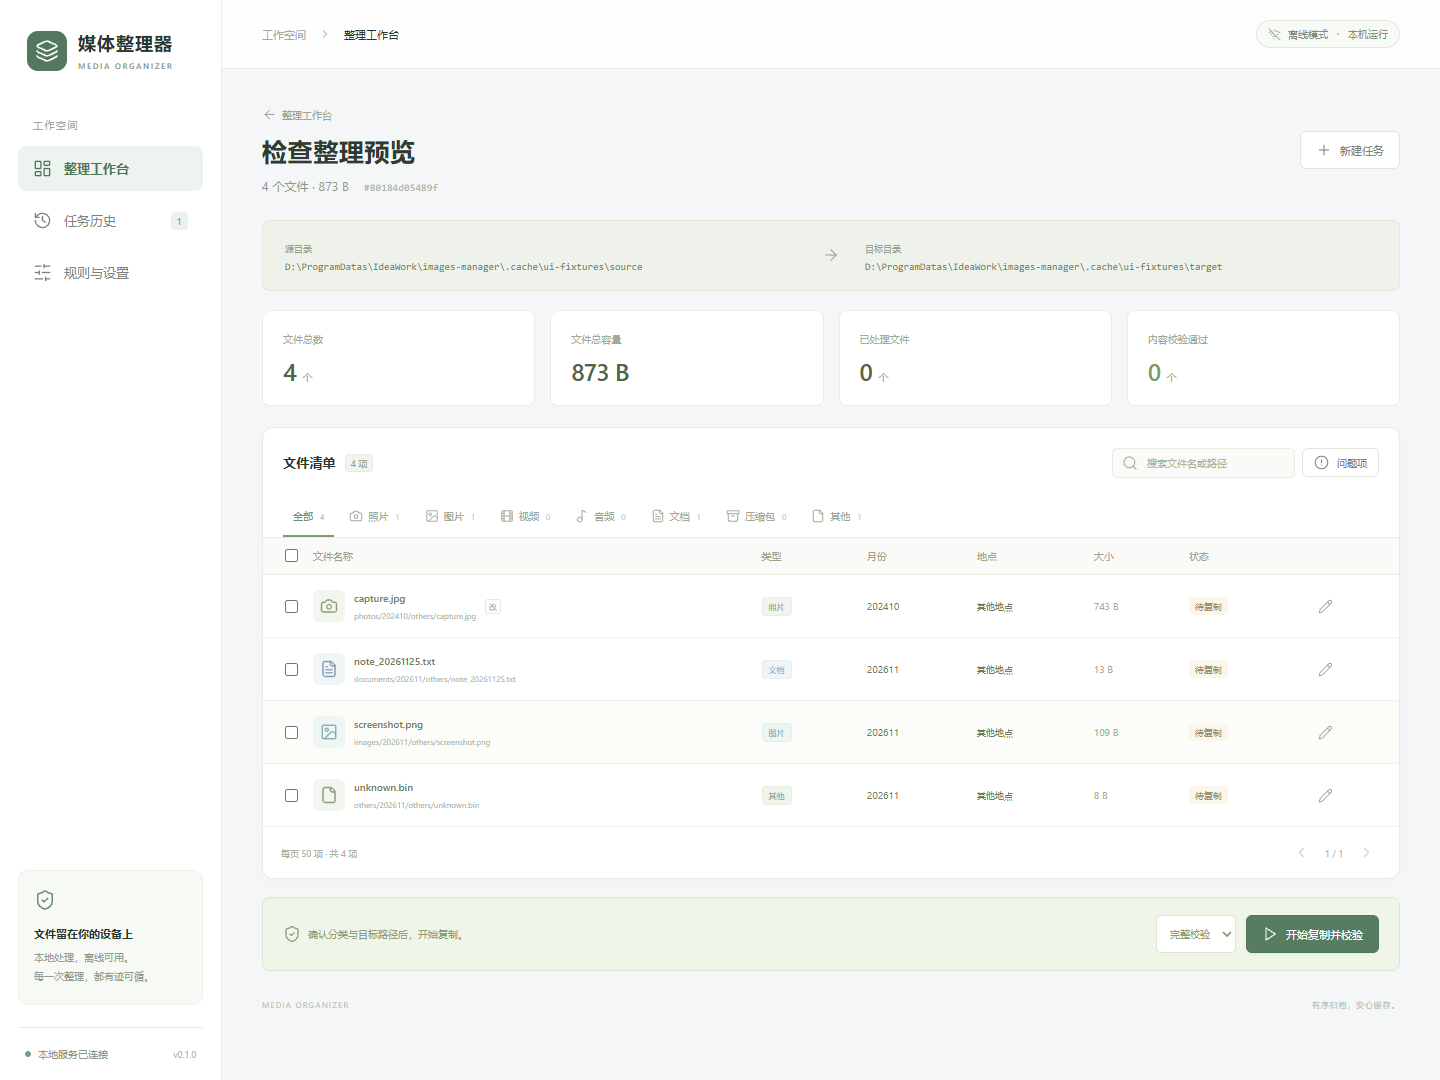 媒体整理器
MEDIA ORGANIZER
工作空间
整理工作台
任务历史 1
规则与设置
文件留在你的设备上
本地处理，离线可用。
每一次整理，都有迹可循。
本地服务已连接 v0.1.0
工作空间 > 整理工作台
离线模式 · 本机运行
← 整理工作台
检查整理预览
4 个文件 · 873 B #80184d05489f
+ 新建任务
源目录
D:\ProgramDatas\IdeaWork\images-manager\.cache\ui-fixtures\source
→
目标目录
D:\ProgramDatas\IdeaWork\images-manager\.cache\ui-fixtures\target
文件总数
4 个
文件总容量
873 B
已处理文件
0 个
内容校验通过
0 个
文件清单 4 项
搜索文件名或路径
问题项
全部 4 照片 1 图片 1 视频 0 音频 0 文档 1 压缩包 0 其他 1
文件名称 类型 月份 地点 大小 状态
capture.jpg
photos/202410/others/capture.jpg
改
照片 202410 其他地点 743 B 待复制
note_20261125.txt
documents/202611/others/note_20261125.txt
文档 202611 其他地点 13 B 待复制
screenshot.png
images/202611/others/screenshot.png
图片 202611 其他地点 109 B 待复制
unknown.bin
others/202611/others/unknown.bin
其他 202611 其他地点 8 B 待复制
每页 50 项 · 共 4 项
1 / 1
确认分类与目标路径后，开始复制。
完整校验
开始复制并校验
MEDIA ORGANIZER
有序归档，安心留存。